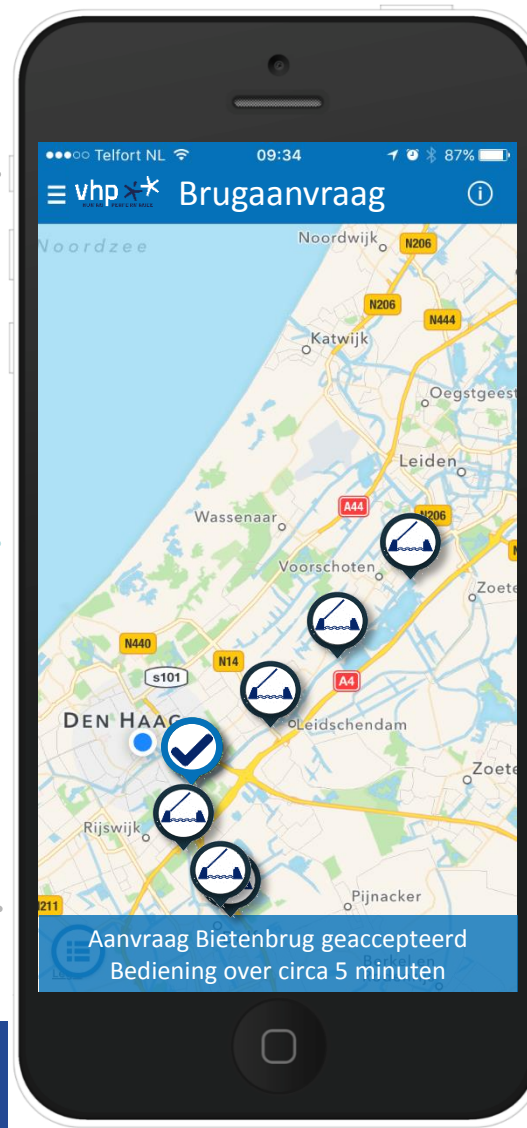 Telfort NL 09:34 87%
vhp Brugaanvraag
Noordzee
Noordwijk
N206
N206
N444
Katwijk
Oegstgeest
Leiden
A44
N206
Wassenaar
Voorschoten
Zoete
N440
N14
s101
A4
DEN HAAG
Leidschendam
Zoete
Rijswijk
Pijnacker
211
Aanvraag Bietenbrug geaccepteerd
Bediening over circa 5 minuten